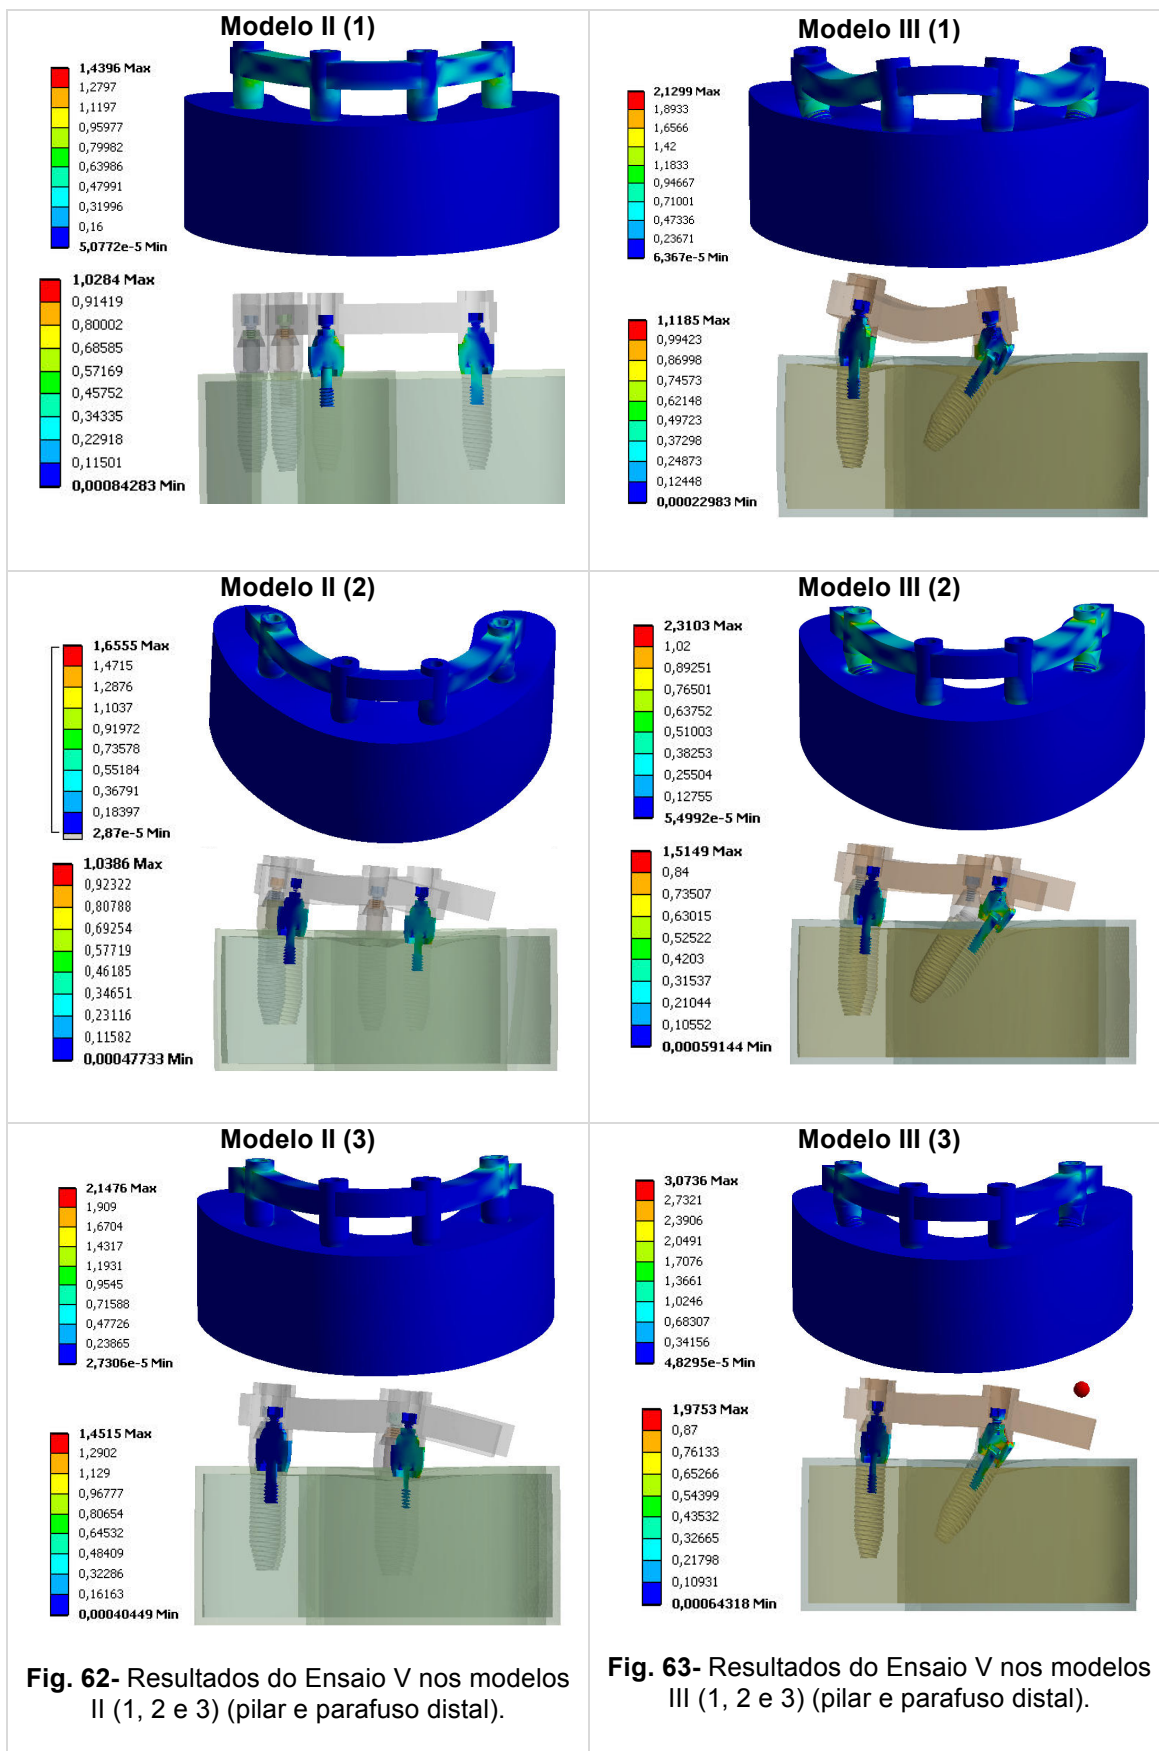 Modelo II (1)
1,4396 Max
1,2797
1,1197
0,95977
0,79982
0,63986
0,47991
0,31996
0,16
5,0772e-5 Min
1,0284 Max
0,91419
0,80002
0,68585
0,57169
0,45752
0,34335
0,22918
0,11501
0,00084283 Min
Modelo III (1)
2,1299 Max
1,8933
1,6566
1,42
1,1833
0,94667
0,71001
0,47336
0,23671
6,367e-5 Min
1,1185 Max
0,99423
0,86998
0,74573
0,62148
0,49723
0,37298
0,24873
0,12448
0,00022983 Min
Modelo II (2)
1,6555 Max
1,4715
1,2876
1,1037
0,91972
0,73578
0,55184
0,36791
0,18397
2,87e-5 Min
1,0386 Max
0,92322
0,80788
0,69254
0,57719
0,46185
0,34651
0,23116
0,11582
0,00047733 Min
Modelo III (2)
2,3103 Max
1,02
0,89251
0,76501
0,63752
0,51003
0,38253
0,25504
0,12755
5,4992e-5 Min
1,5149 Max
0,84
0,73507
0,63015
0,52522
0,4203
0,31537
0,21044
0,10552
0,00059144 Min
Modelo II (3)
2,1476 Max
1,909
1,6704
1,4317
1,1931
0,9545
0,71588
0,47726
0,23865
2,7306e-5 Min
1,4515 Max
1,2902
1,129
0,96777
0,80654
0,64532
0,48409
0,32286
0,16163
0,00040449 Min
Modelo III (3)
3,0736 Max
2,7321
2,3906
2,0491
1,7076
1,3661
1,0246
0,68307
0,34156
4,8295e-5 Min
1,9753 Max
0,87
0,76133
0,65266
0,54399
0,43532
0,32665
0,21798
0,10931
0,00064318 Min
Fig. 62- Resultados do Ensaio V nos modelos
II (1, 2 e 3) (pilar e parafuso distal).
Fig. 63- Resultados do Ensaio V nos modelos
III (1, 2 e 3) (pilar e parafuso distal).